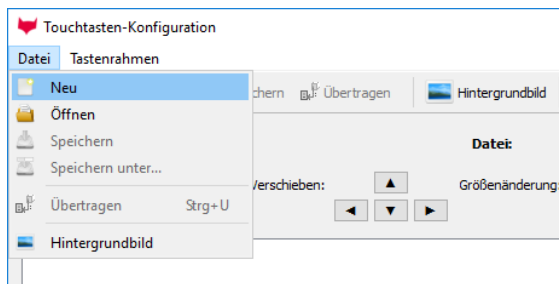 Touchtasten-Konfiguration
Datei Tastenrahmen
Neu
Öffnen
Speichern
Speichern unter...
Übertragen Strg+U
Hintergrundbild
chern Übertragen Hintergrundbild
Datei:
Verschieben: Größenänderung: